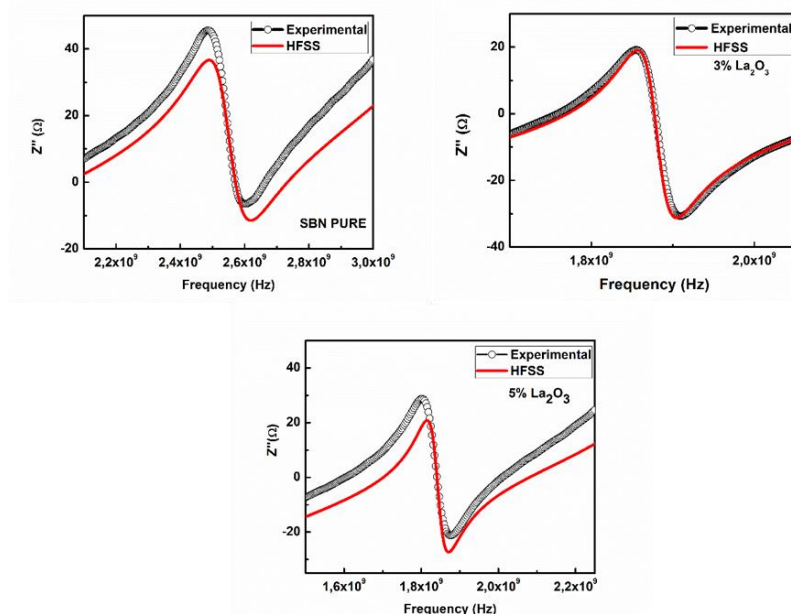 Experimental
HFSS
SBN PURE
Z'' (Ω)
40
20
0
-20
2,2x10⁹ 2,4x10⁹ 2,6x10⁹ 2,8x10⁹ 3,0x10⁹
Frequency (Hz)
Experimental
HFSS
3% La₂O₃
Z'' (Ω)
20
0
-20
-40
1,8x10⁹ 2,0x10⁹
Frequency (Hz)
Experimental
HFSS
5% La₂O₃
Z''(Ω)
40
20
0
-20
1,6x10⁹ 1,8x10⁹ 2,0x10⁹ 2,2x10⁹
Frequency (Hz)